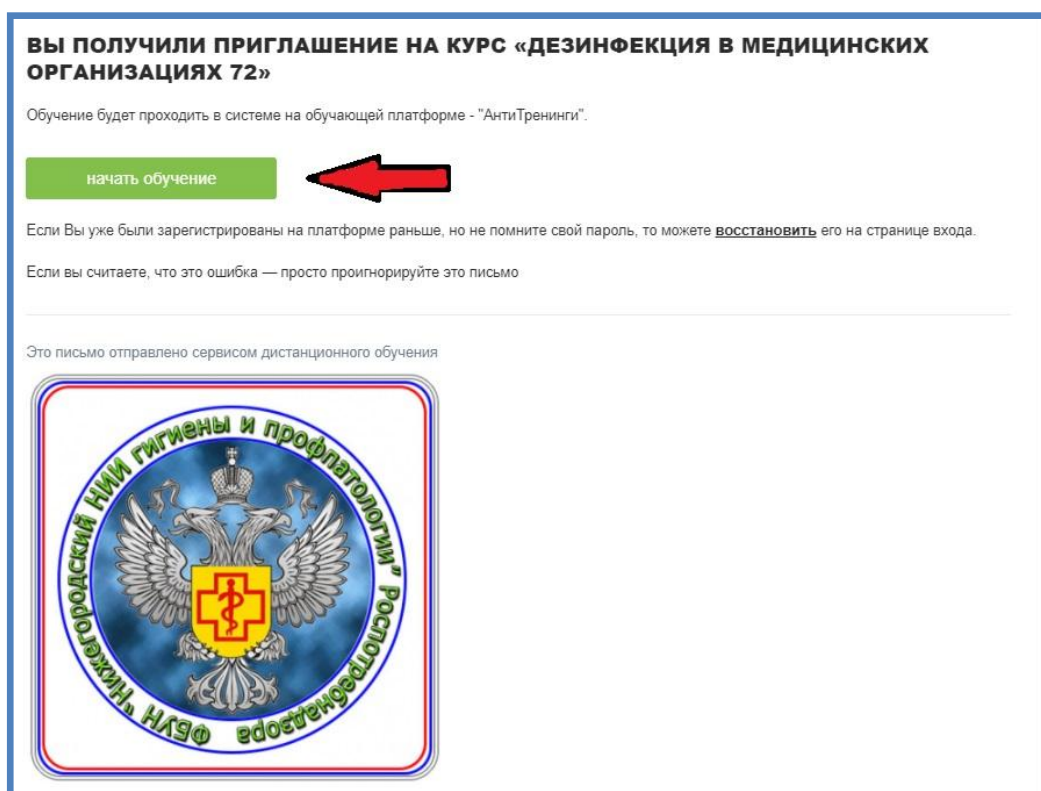 ВЫ ПОЛУЧИЛИ ПРИГЛАШЕНИЕ НА КУРС «ДЕЗИНФЕКЦИЯ В МЕДИЦИНСКИХ
ОРГАНИЗАЦИЯХ 72»
Обучение будет проходить в системе на обучающей платформе - "АнтиТренинги".
начать обучение
Если Вы уже были зарегистрированы на платформе раньше, но не помните свой пароль, то можете восстановить его на странице входа.
Если вы считаете, что это ошибка — просто проигнорируйте это письмо
Это письмо отправлено сервисом дистанционного обучения
ФБУН "Нижегородский НИИ гигиены и профпатологии" Роспотребнадзора